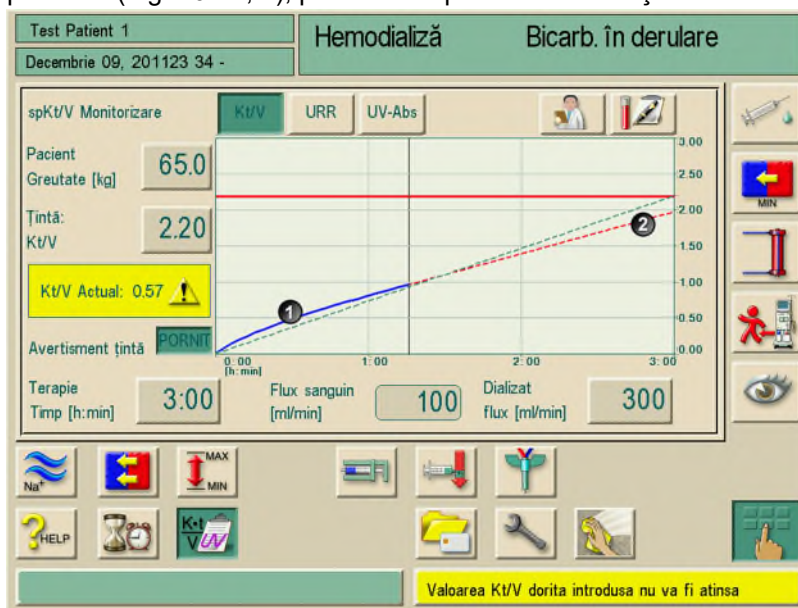 Test Patient 1
Decembrie 09, 201123 34 -
Hemodializă Bicarb. în derulare
spKt/V Monitorizare
Kt/V URR UV-Abs
Pacient
Greutate [kg]
65.0
Țintă:
Kt/V
2.20
Kt/V Actual: 0.57
Avertisment țintă PORNIT
3.00
2.50
2.00
1.50
1.00
0.50
0.00
1
2
0:00 1:00 2:00 3:00
[h:min]
Terapie
Timp [h:min]
3:00
Flux sanguin
[ml/min]
100
Dializat
flux [ml/min]
300
MIN
Na+
MAX
MIN
HELP
K•t
V UV
Valoarea Kt/V dorita introdusa nu va fi atinsa